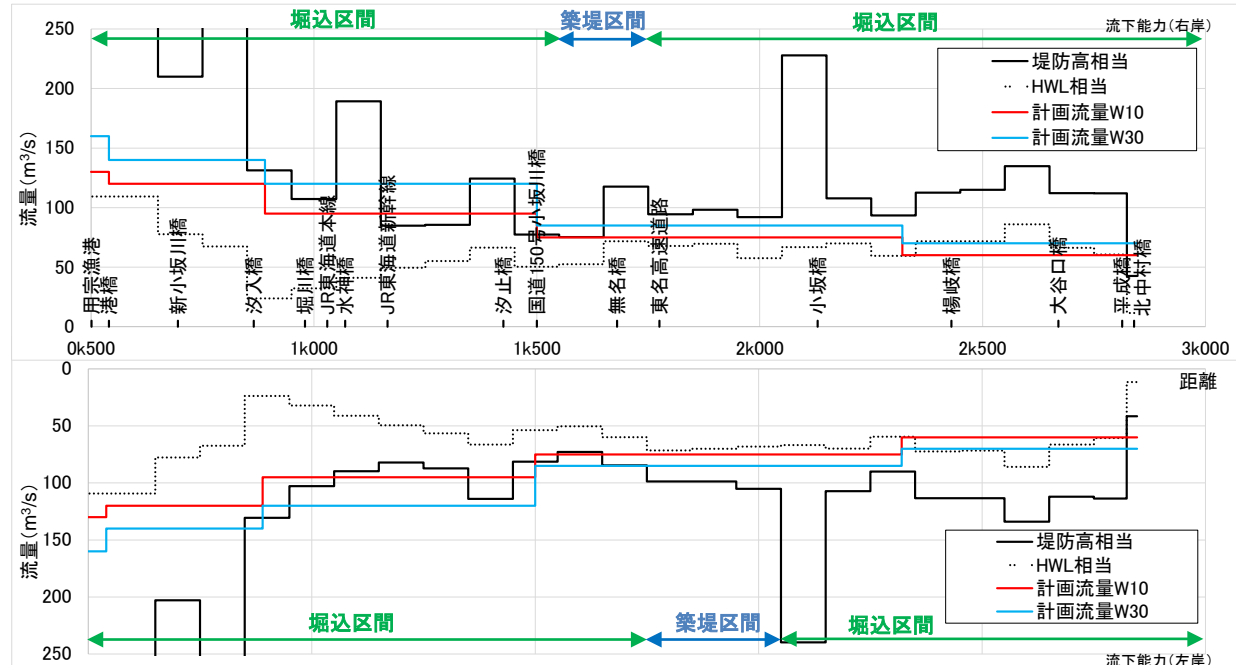 堀込区間
築堤区間
堀込区間
流下能力(右岸)
250
200
150
100
50
0
流量(m³/s)
堤防高相当
HWL相当
計画流量W10
計画流量W30
用宗漁港
港橋
新小坂川橋
汐入橋
堀川橋
JR東海道本線
水神橋
JR東海道新幹線
汐止橋
国道150号小坂川橋
無名橋
東名高速道路
小坂橋
楊岐橋
大谷口橋
平成橋
北中村橋
0k500
1k000
1k500
2k000
2k500
3k000
距離
0
50
100
150
200
250
流量(m³/s)
堤防高相当
HWL相当
計画流量W10
計画流量W30
堀込区間
築堤区間
堀込区間
流下能力(左岸)